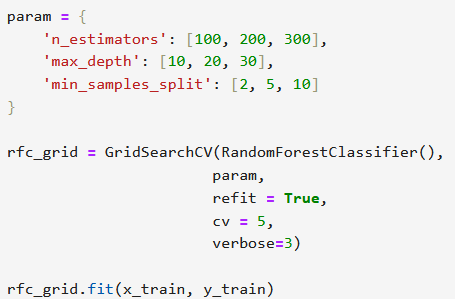 param = {
    'n_estimators': [100, 200, 300],
    'max_depth': [10, 20, 30],
    'min_samples_split': [2, 5, 10]
}
rfc_grid = GridSearchCV(RandomForestClassifier(),
                        param,
                        refit = True,
                        cv = 5,
                        verbose=3)
rfc_grid.fit(x_train, y_train)